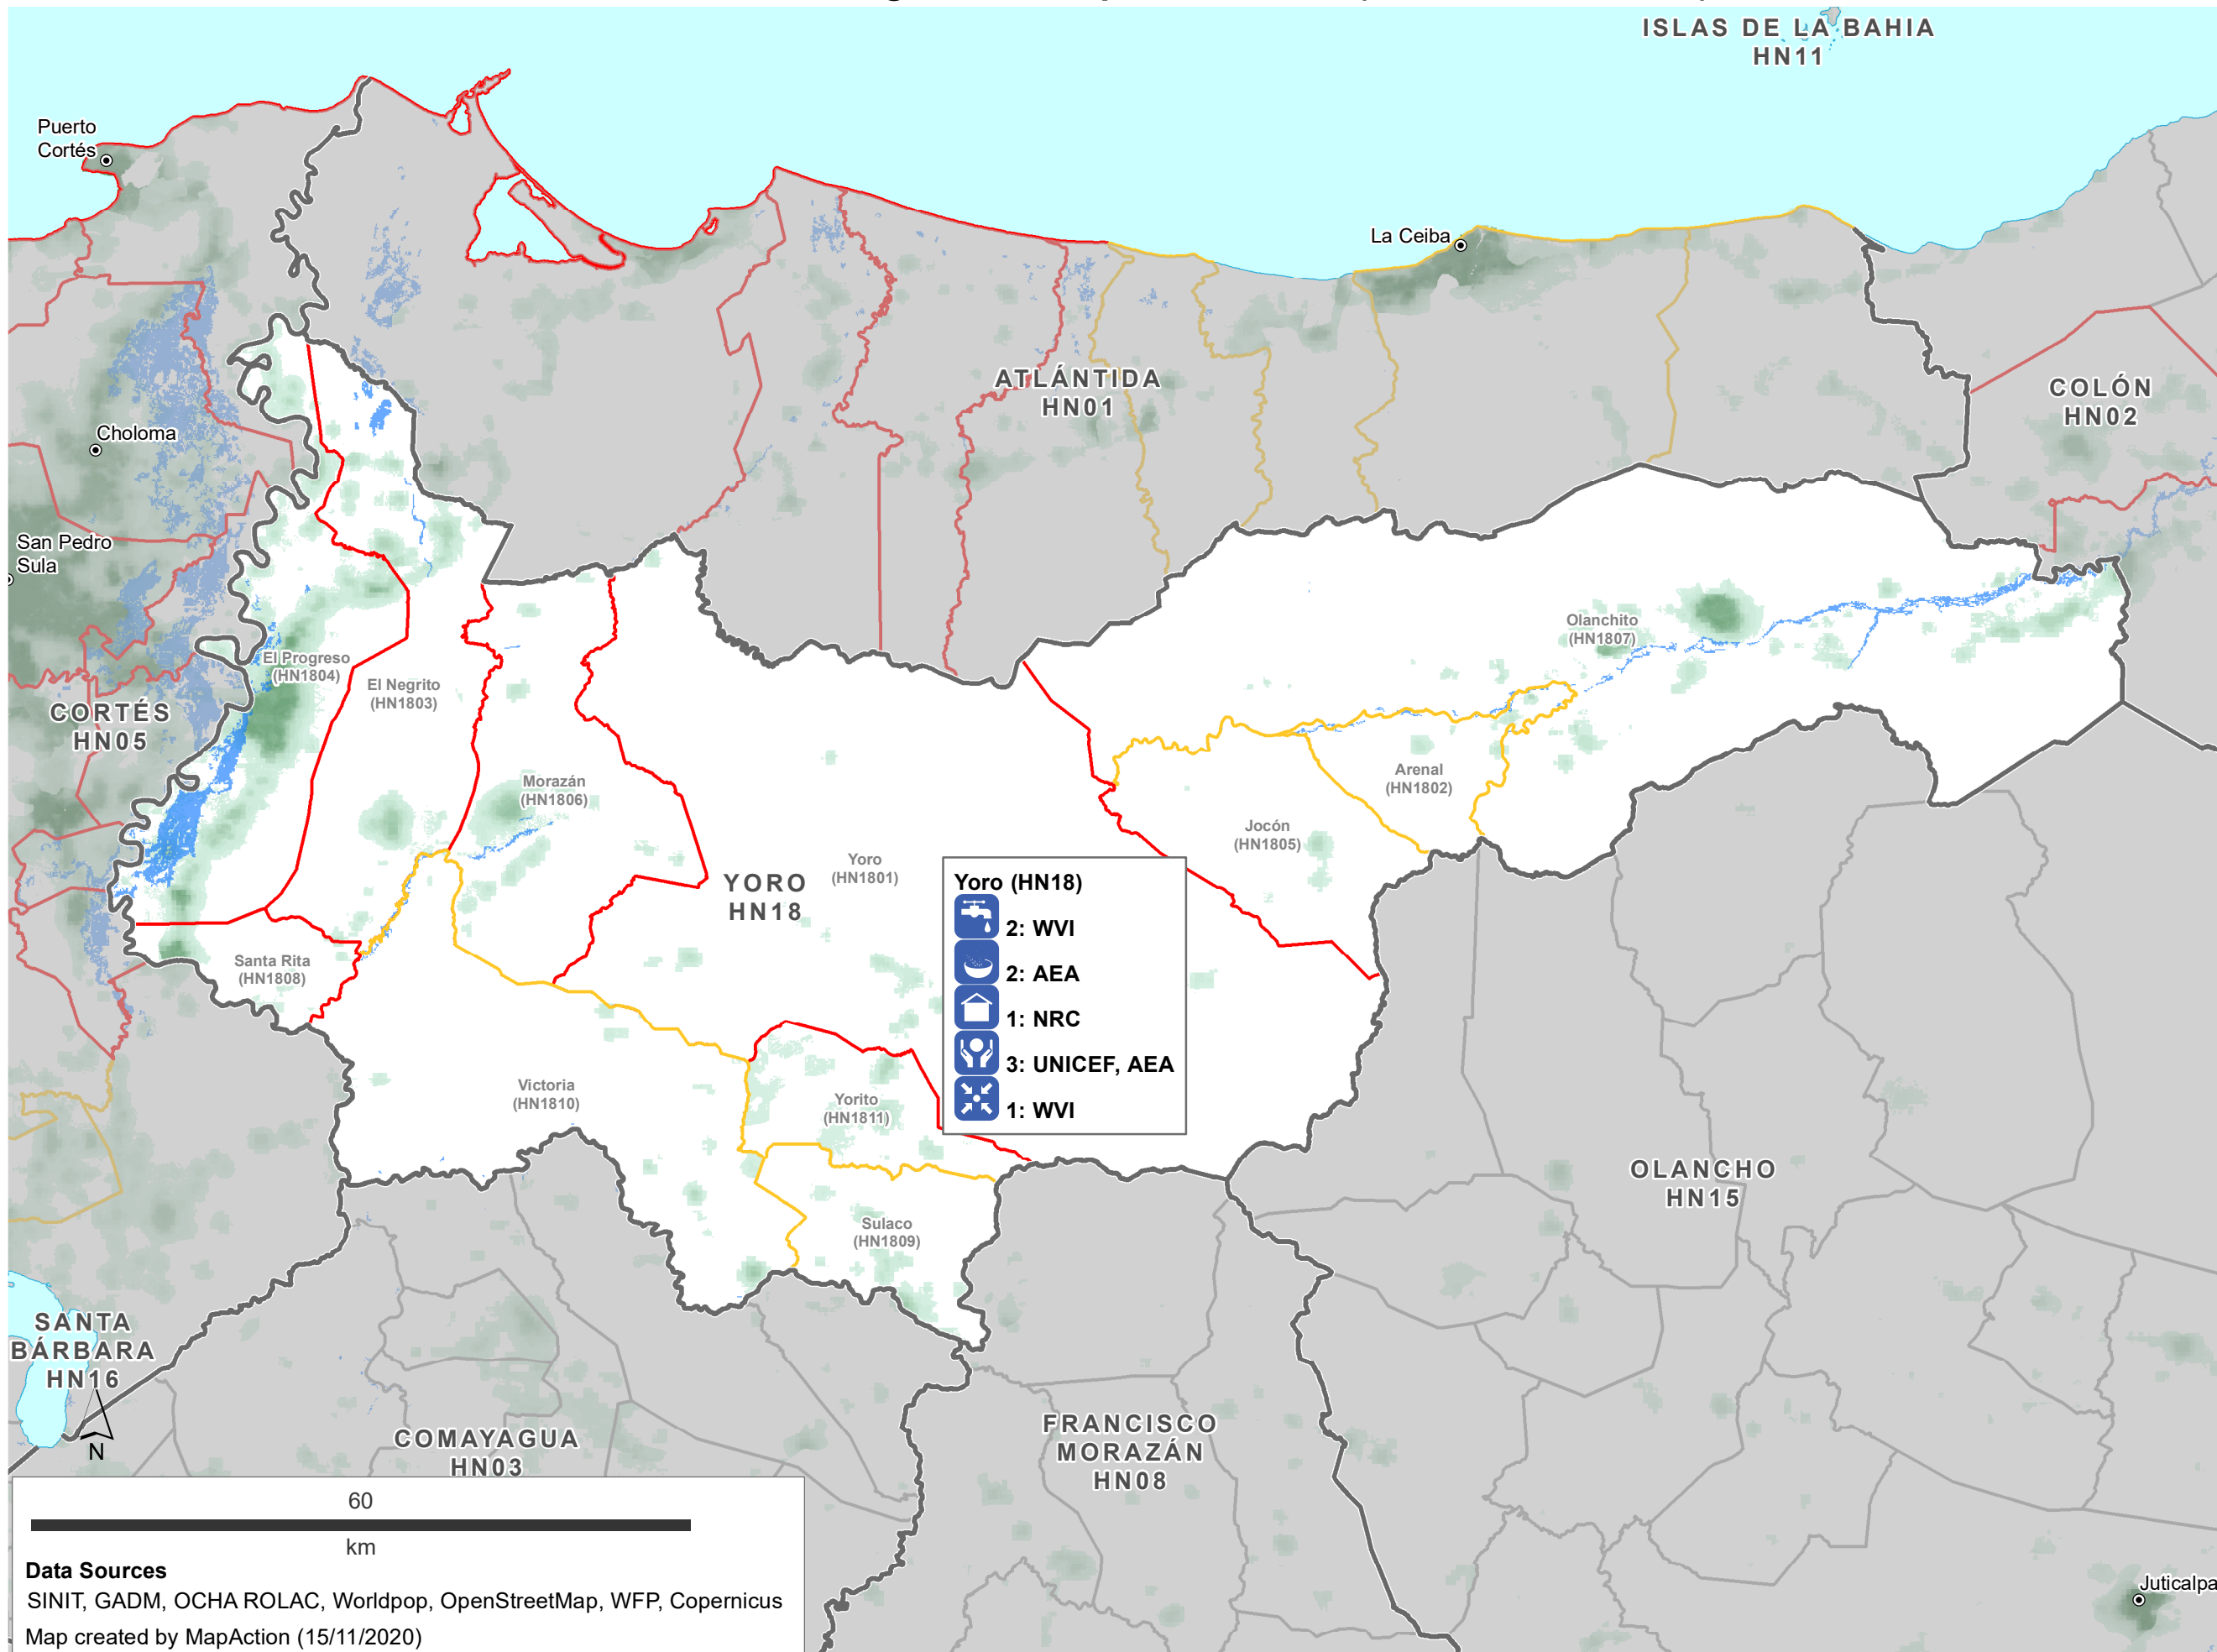 ISLAS DE LA BAHIA
HN11
Puerto
Cortés
La Ceiba
ATLÁNTIDA
HN01
COLÓN
HN02
Choloma
San Pedro
Sula
El Progreso
(HN1804)
El Negrito
(HN1803)
CORTÉS
HN05
Olanchito
(HN1807)
Morazán
(HN1806)
Arenal
(HN1802)
Jocón
(HN1805)
Yoro
(HN1801)
YORO
HN18
Yoro (HN18)
2: WVI
2: AEA
1: NRC
3: UNICEF, AEA
1: WVI
Santa Rita
(HN1808)
Victoria
(HN1810)
Yorito
(HN1811)
Sulaco
(HN1809)
OLANCHO
HN15
SANTA
BÁRBARA
HN16
N
COMAYAGUA
HN03
FRANCISCO
MORAZÁN
HN08
Juticalpa
60
km
Data Sources
SINIT, GADM, OCHA ROLAC, Worldpop, OpenStreetMap, WFP, Copernicus
Map created by MapAction (15/11/2020)